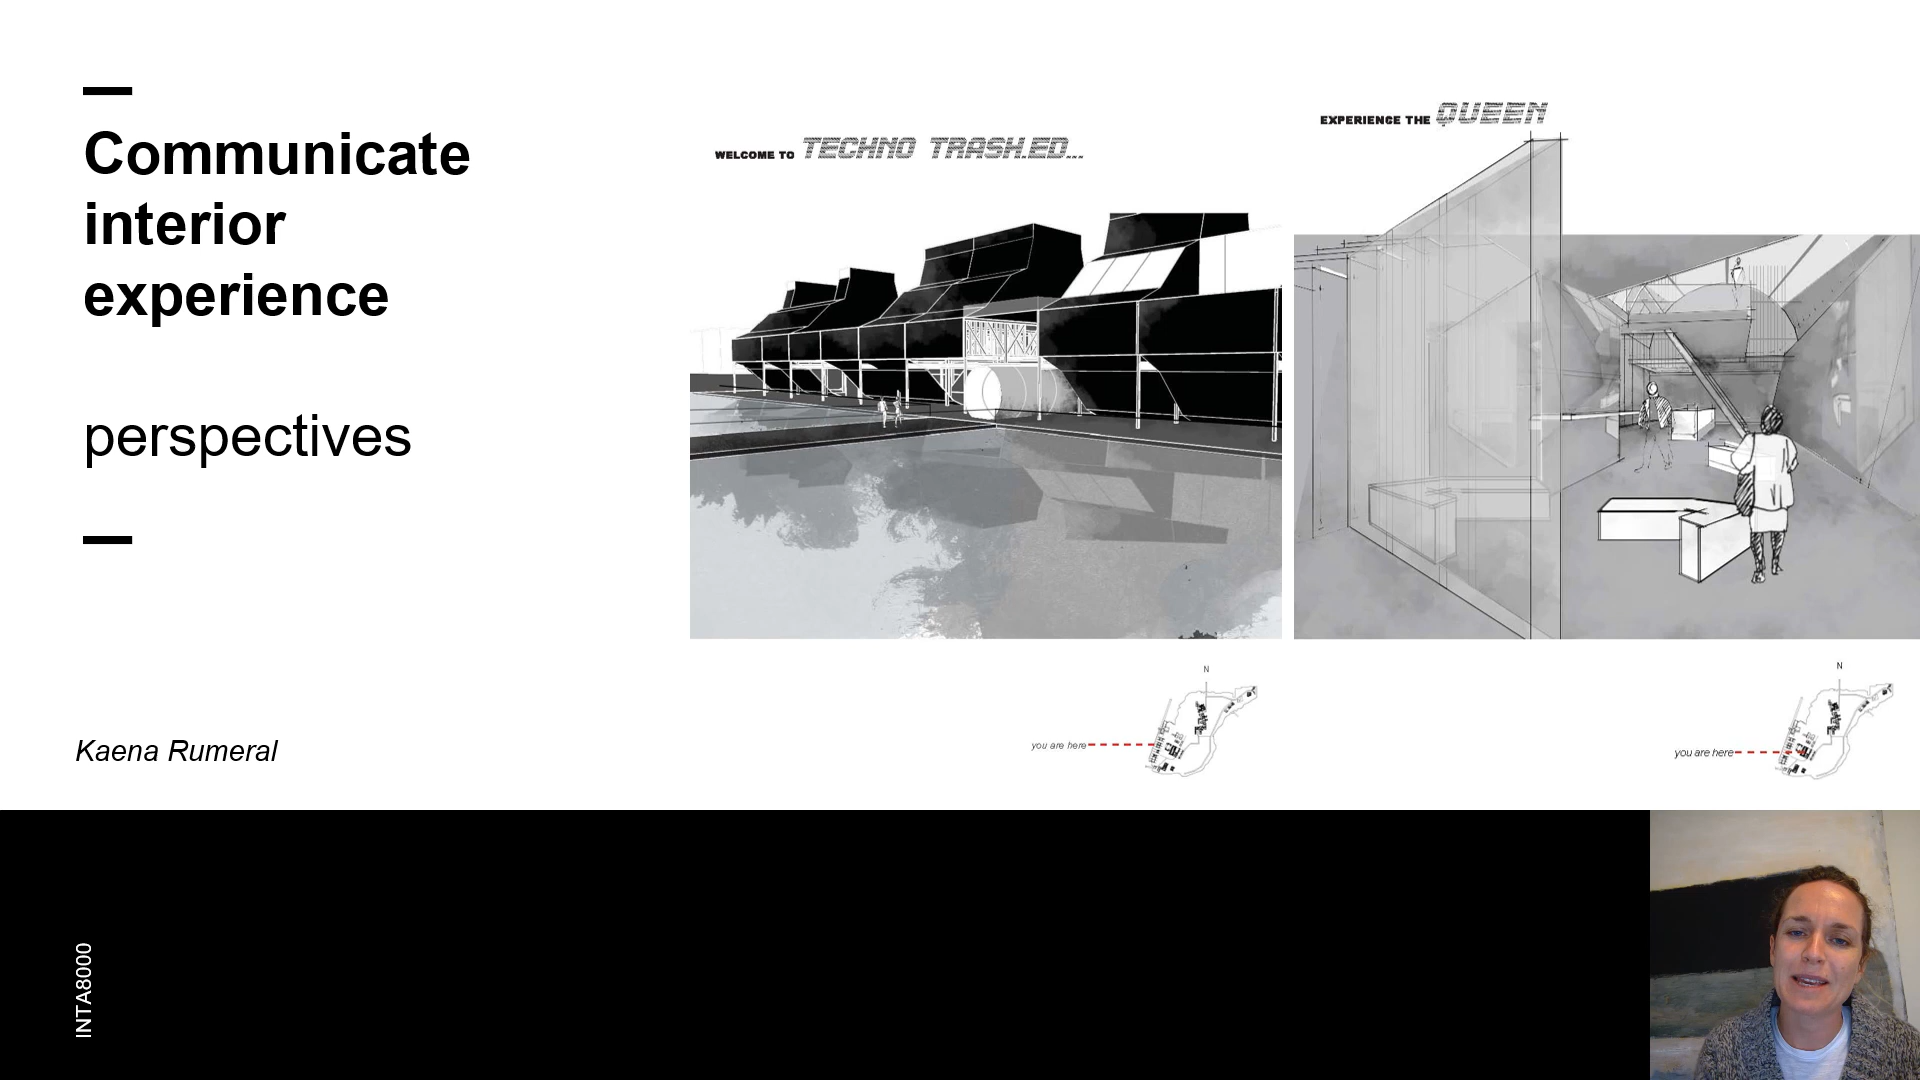 Communicate
interior
experience
perspectives
Kaena Rumeral
WELCOME TO TECHNO TRASH.ED...
EXPERIENCE THE QUEEN
N
you are here
N
you are here
INTA8000